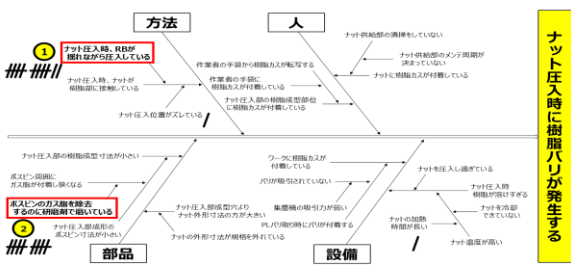 方法
人
ナット圧入時に樹脂バリが発生する
1
ナット圧入時、RBが
揺れながら圧入している
ナット圧入時、ナットが
樹脂部に接触している
ナット圧入位置がズレている
ナット供給部の清掃をしていない
ナット供給部のメンテ周期が
決まっていない
作業者の手袋から樹脂カスが転写する
ナットに樹脂カスが付着している
作業者の手袋に
樹脂カスが付着している
ナット圧入部の樹脂成型部位
に樹脂カスが付着している
ナット圧入部の樹脂成型寸法が小さい
ボスピン周囲に
ガス脂が付着し狭くなる
ボスピンのガス脂を除去
するのに研磨剤で磨いている
2
ナット圧入部成形の
ボスピン寸法が小さい
ナット圧入部成型穴より
ナット外形寸法の方が大きい
ナットの外形寸法が規格を外れている
部品
ワークに樹脂カスが
付着している
バリが吸引されていない
集塵機の吸引力が弱い
PLバリ取り時にバリが付着する
ナットを圧入し過ぎている
ナット圧入時
樹脂が溶けすぎる
ナットを冷却
できていない
ナットの加熱
時間が長い
ナット温度が高い
設備